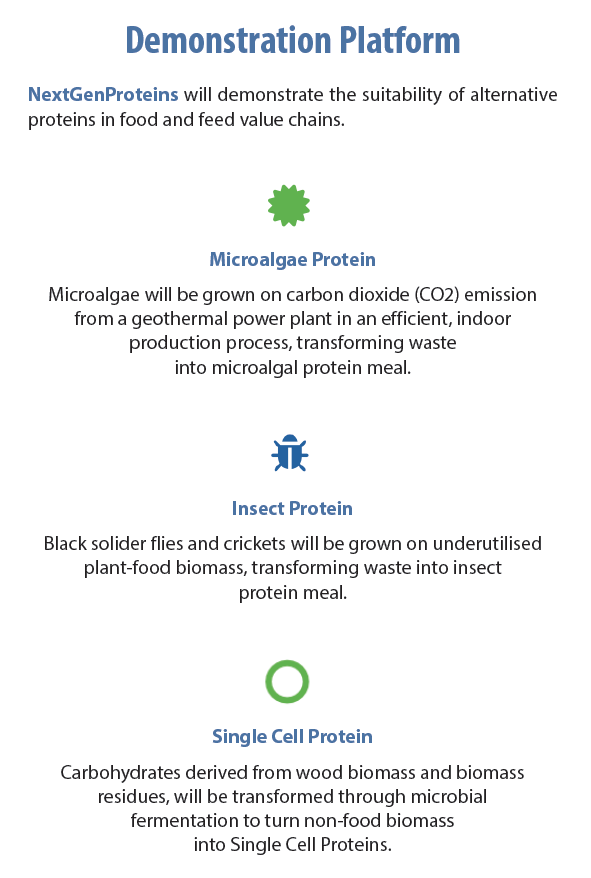 Demonstration Platform
NextGenProteins will demonstrate the suitability of alternative
proteins in food and feed value chains.
Microalgae Protein
Microalgae will be grown on carbon dioxide (CO2) emission
from a geothermal power plant in an efficient, indoor
production process, transforming waste
into microalgal protein meal.
Insect Protein
Black solider flies and crickets will be grown on underutilised
plant-food biomass, transforming waste into insect
protein meal.
Single Cell Protein
Carbohydrates derived from wood biomass and biomass
residues, will be transformed through microbial
fermentation to turn non-food biomass
into Single Cell Proteins.